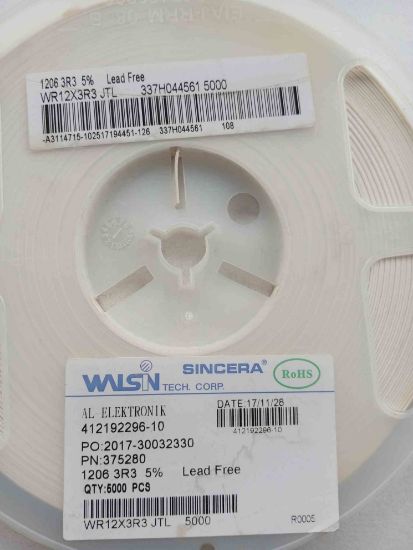 1206 3R3 5% Lead Free
WR12X3R3 JTL 337H044561 5000
-A3114715-102517194451-126 337H044561 108
WALSIN SINCERA®
TECH. CORP.
RoHS
AL ELEKTRONIK
DATE:17/11/26
412192296-10
412192296-10
PO:2017-30032330
PN:375280
1206 3R3 5% Lead Free
QTY:5000 PCS
WR12X3R3 JTL 5000 R0005